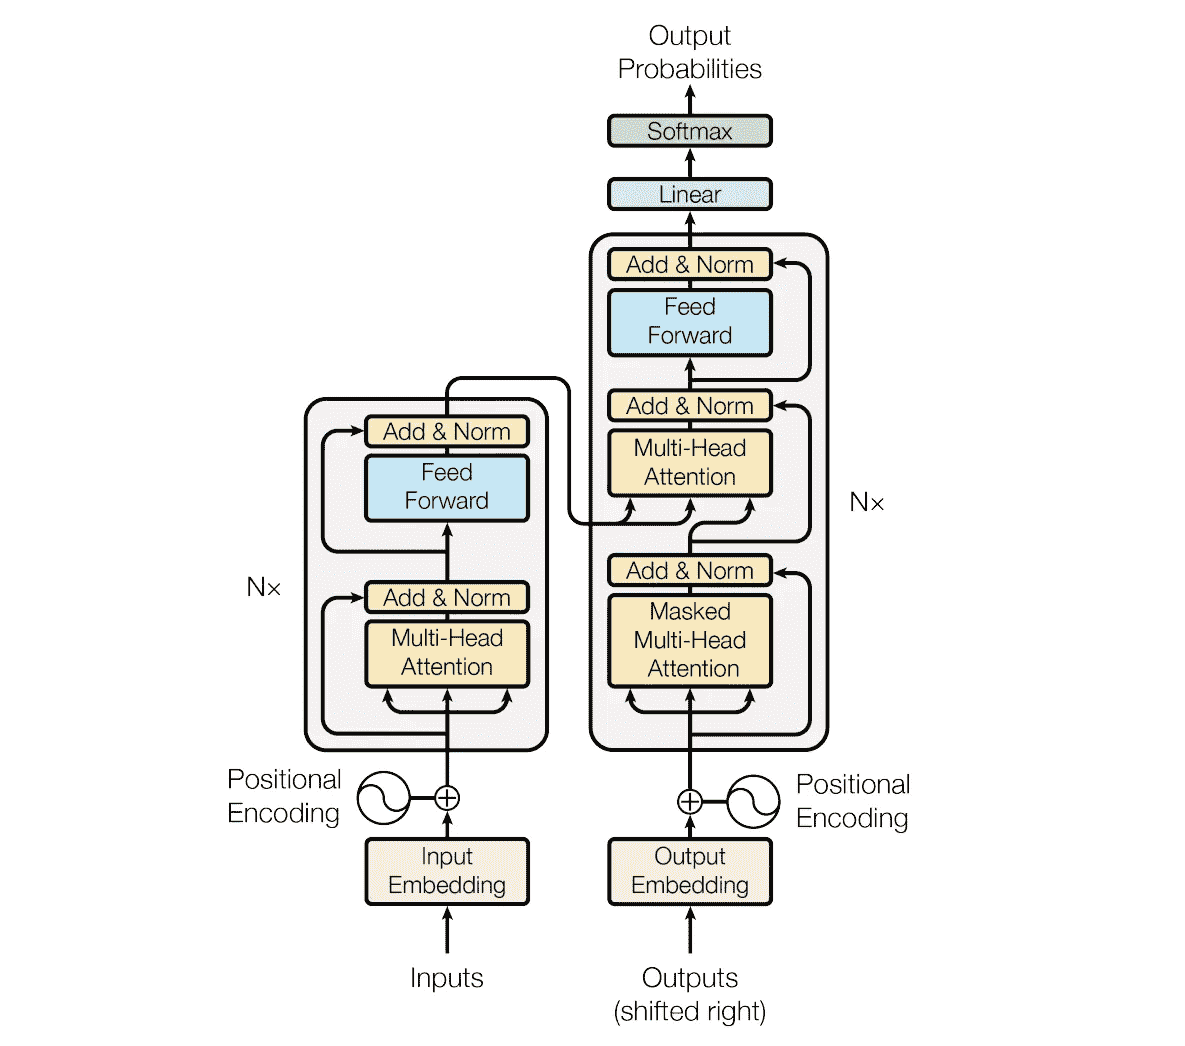 Output
Probabilities
Softmax
Linear
Add & Norm
Feed
Forward
Add & Norm
Multi-Head
Attention
N×
Add & Norm
Masked
Multi-Head
Attention
Add & Norm
Feed
Forward
N×
Add & Norm
Multi-Head
Attention
Positional
Encoding
Positional
Encoding
Input
Embedding
Output
Embedding
Inputs
Outputs
(shifted right)